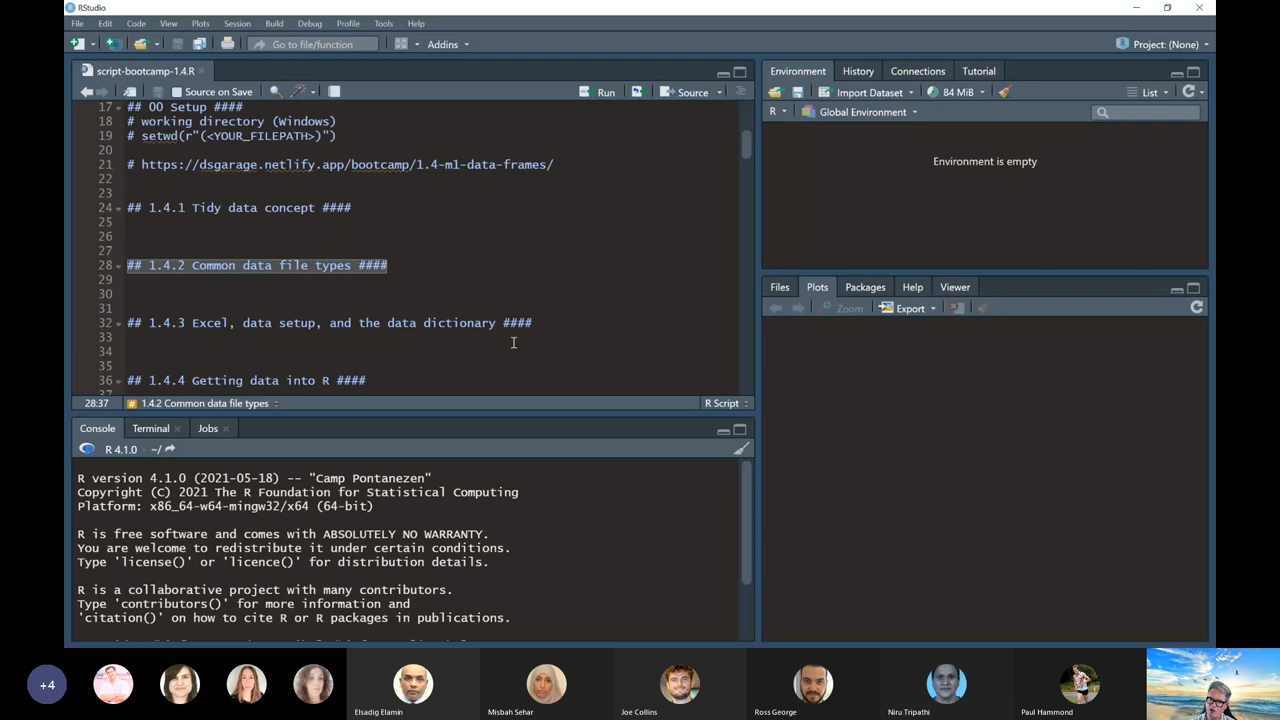 RStudio
File Edit Code View Plots Session Build Debug Profile Tools Help
Go to file/function Addins Project: (None)
script-bootcamp-1.4.R
Source on Save Run Source
17 ## OO Setup ####
18 # working directory (Windows)
19 # setwd(r"(<YOUR_FILEPATH>)")
20
21 # https://dsgarage.netlify.app/bootcamp/1.4-m1-data-frames/
22
23
24 ## 1.4.1 Tidy data concept ####
25
26
27
28 ## 1.4.2 Common data file types ####
29
30
31
32 ## 1.4.3 Excel, data setup, and the data dictionary ####
33
34
35
36 ## 1.4.4 Getting data into R ####
37
28:37 # 1.4.2 Common data file types R Script
Console Terminal Jobs
R 4.1.0 · ~/
R version 4.1.0 (2021-05-18) -- "Camp Pontanezen"
Copyright (C) 2021 The R Foundation for Statistical Computing
Platform: x86_64-w64-mingw32/x64 (64-bit)
R is free software and comes with ABSOLUTELY NO WARRANTY.
You are welcome to redistribute it under certain conditions.
Type 'license()' or 'licence()' for distribution details.
R is a collaborative project with many contributors.
Type 'contributors()' for more information and
'citation()' on how to cite R or R packages in publications.
Environment History Connections Tutorial
Import Dataset 84 MiB List
R Global Environment
Environment is empty
Files Plots Packages Help Viewer
Zoom Export
+4
Elsadig Elamin Misbah Sehar Joe Collins Ross George Niru Tripathi Paul Hammond